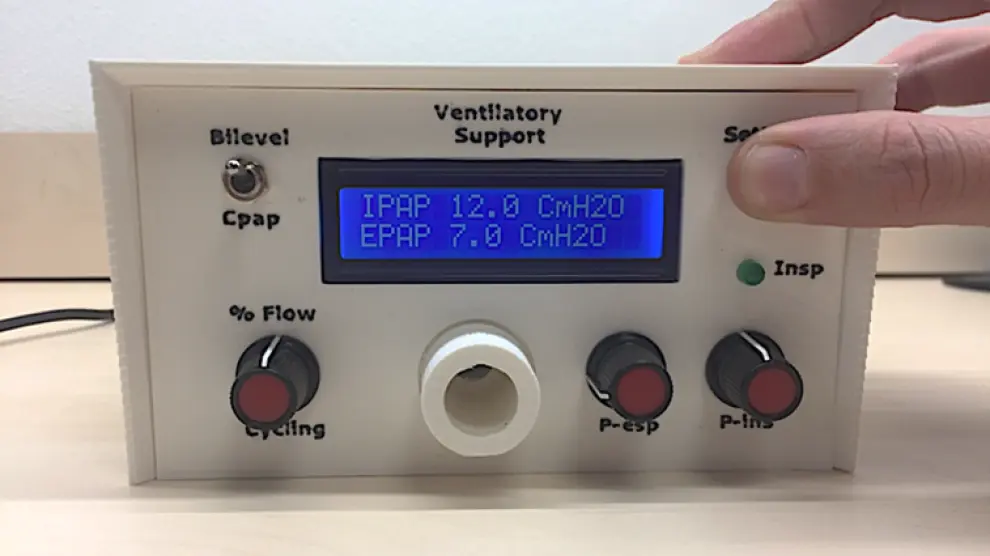 Ventilatory
Support
Bilevel
Cpap
IPAP 12.0 CmH2O
EPAP 7.0 CmH2O
Insp
% Flow
Cycling
P-esp
P-ins